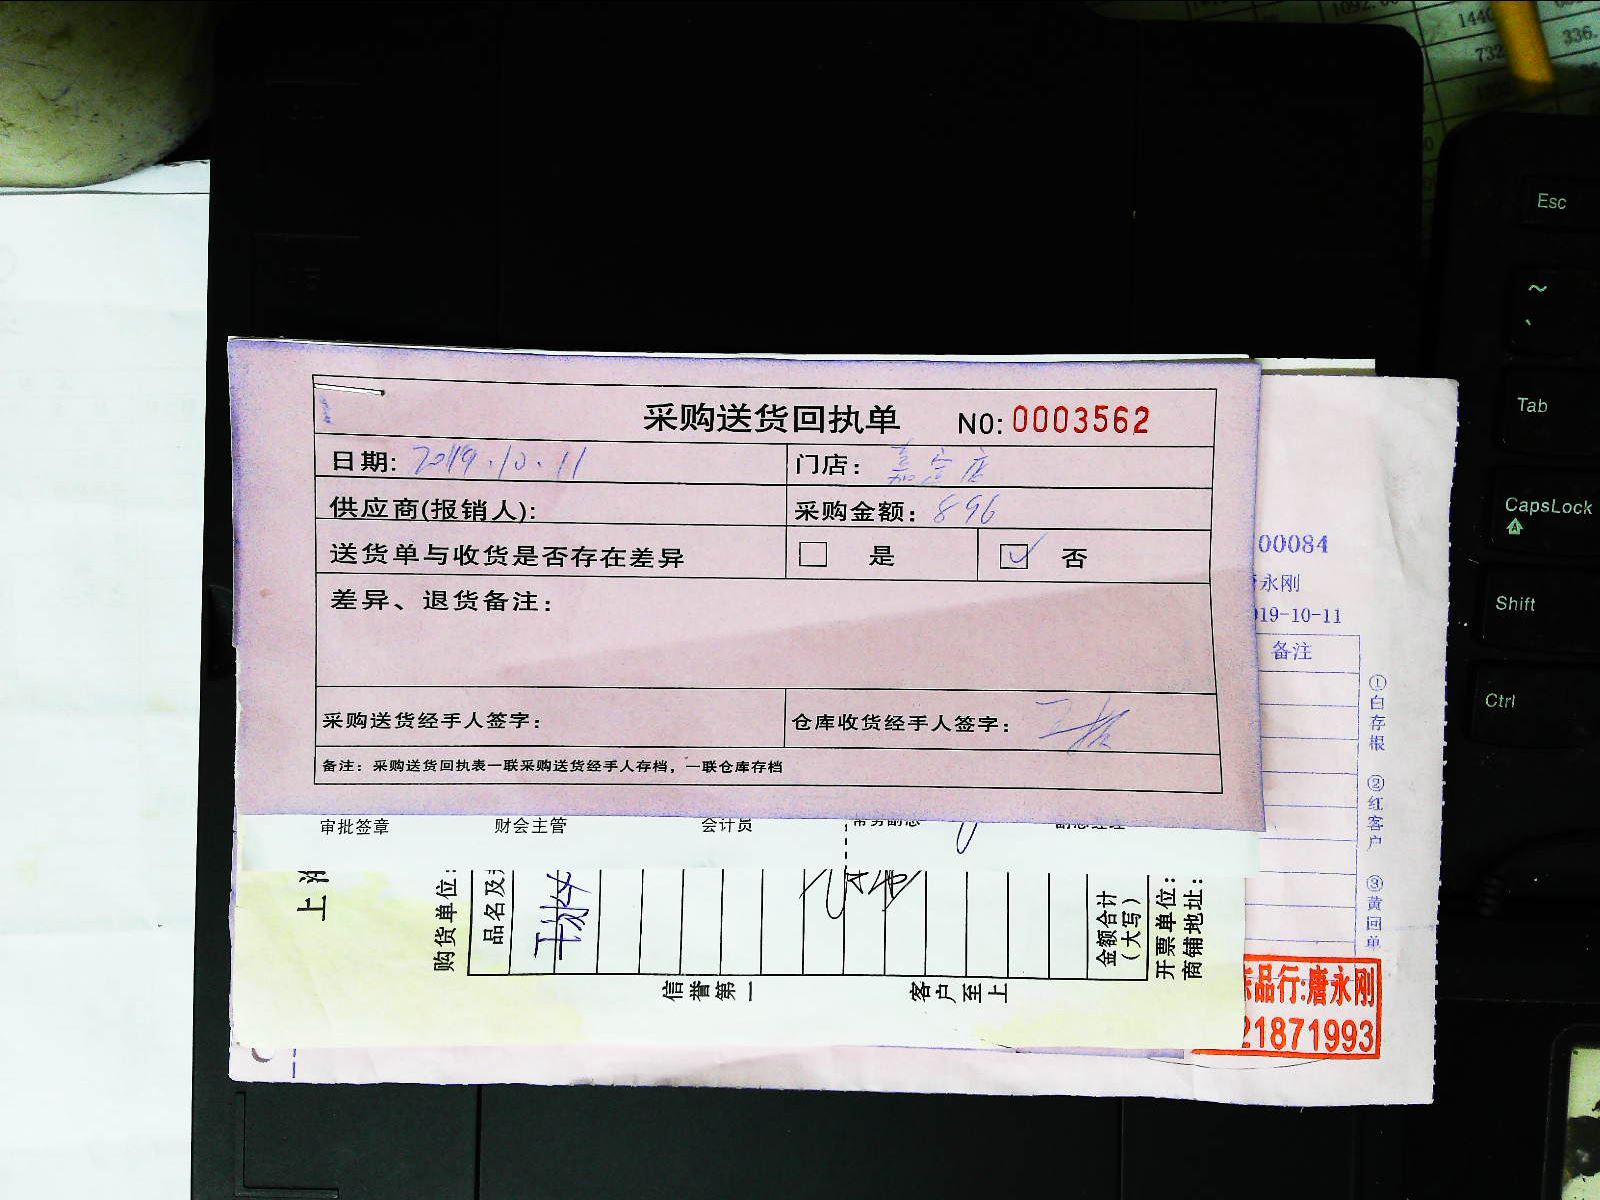 采购送货回执单 NO: 0003562
日期: 2019.10.11 门店: 嘉定店
供应商(报销人): 采购金额: 896
送货单与收货是否存在差异 是 否
差异、退货备注:
采购送货经手人签字: 仓库收货经手人签字:
备注: 采购送货回执表一联采购送货经手人存档，一联仓库存档
审批签章 财会主管 会计员
上
购货单位:
品名及
金额合计
(大写)
开票单位:
商铺地址:
信誉第一 客户至上
00084
永刚
19-10-11
备注
①白存根 ②红客户 ③黄回单
品行:唐永刚
21871993
1440
732
336.
Esc
~
`
Tab
CapsLock
A
Shift
Ctrl